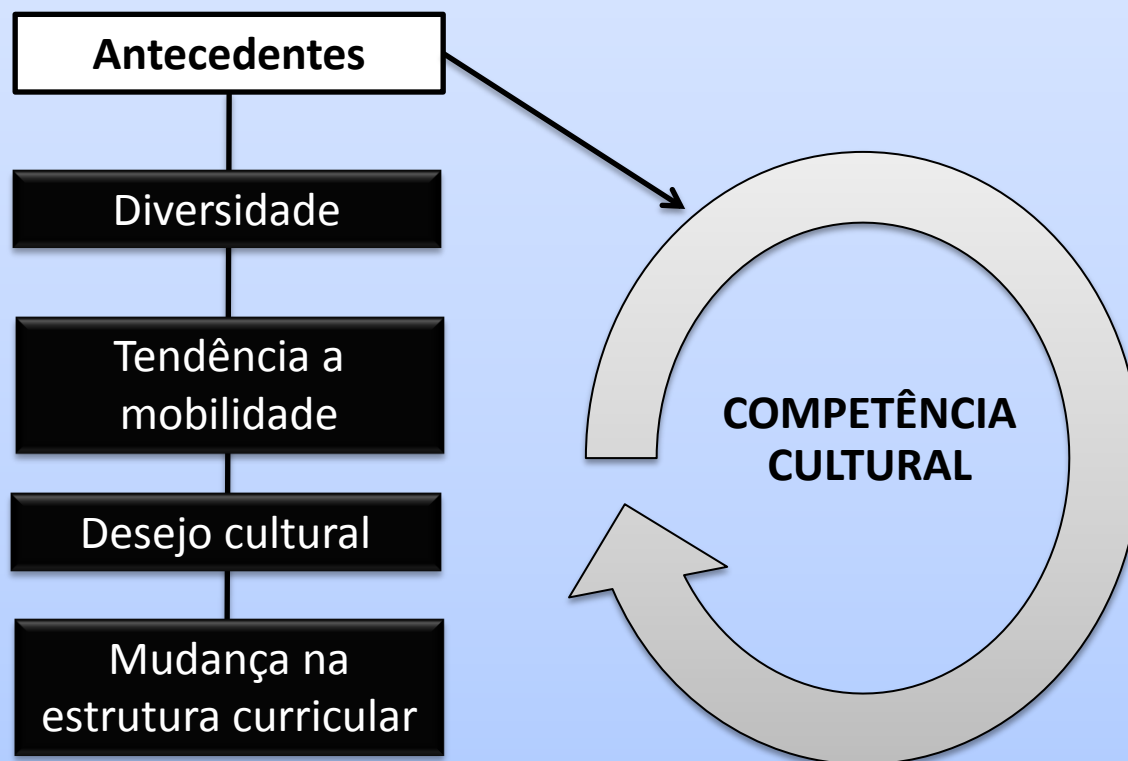 Antecedentes
Diversidade
Tendência a
mobilidade
Desejo cultural
Mudança na
estrutura curricular
COMPETÊNCIA
CULTURAL